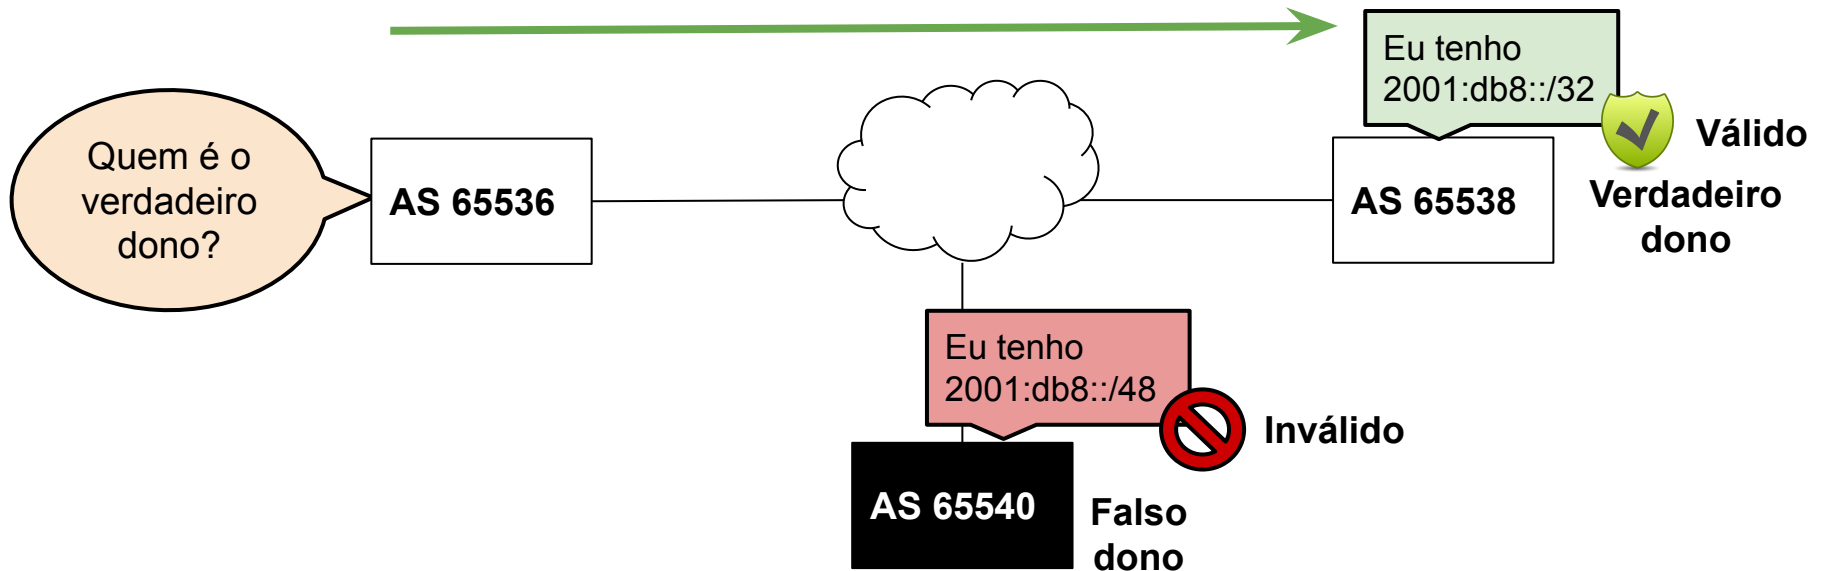 Eu tenho
2001:db8::/32
Válido
Quem é o
verdadeiro
dono?
AS 65536
AS 65538
Verdadeiro
dono
Eu tenho
2001:db8::/48
Inválido
AS 65540
Falso
dono